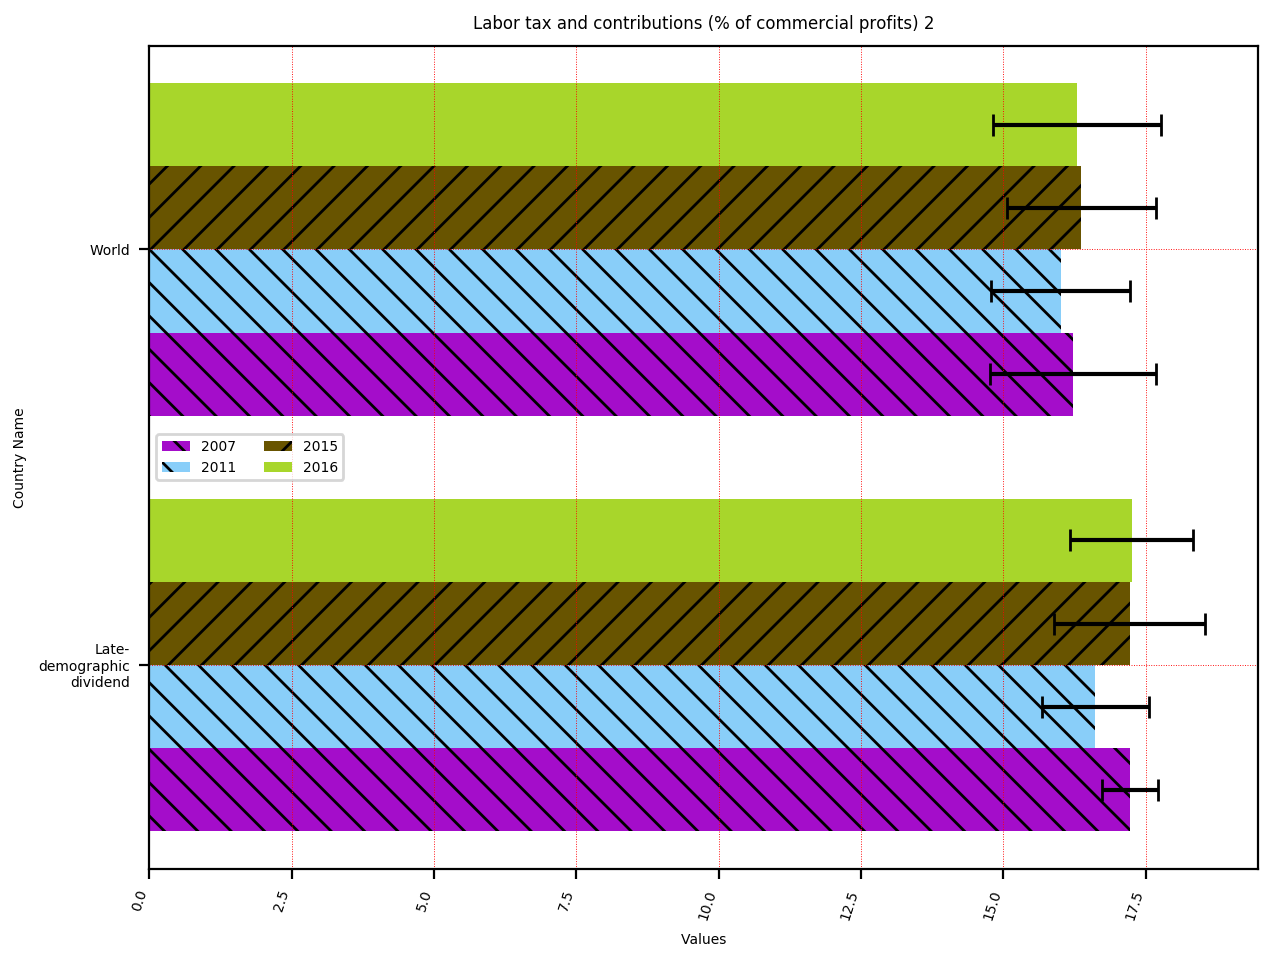 Labor tax and contributions (% of commercial profits) 2
Country Name
World
Late-
demographic
dividend
2007
2011
2015
2016
0.0
2.5
5.0
7.5
10.0
12.5
15.0
17.5
Values